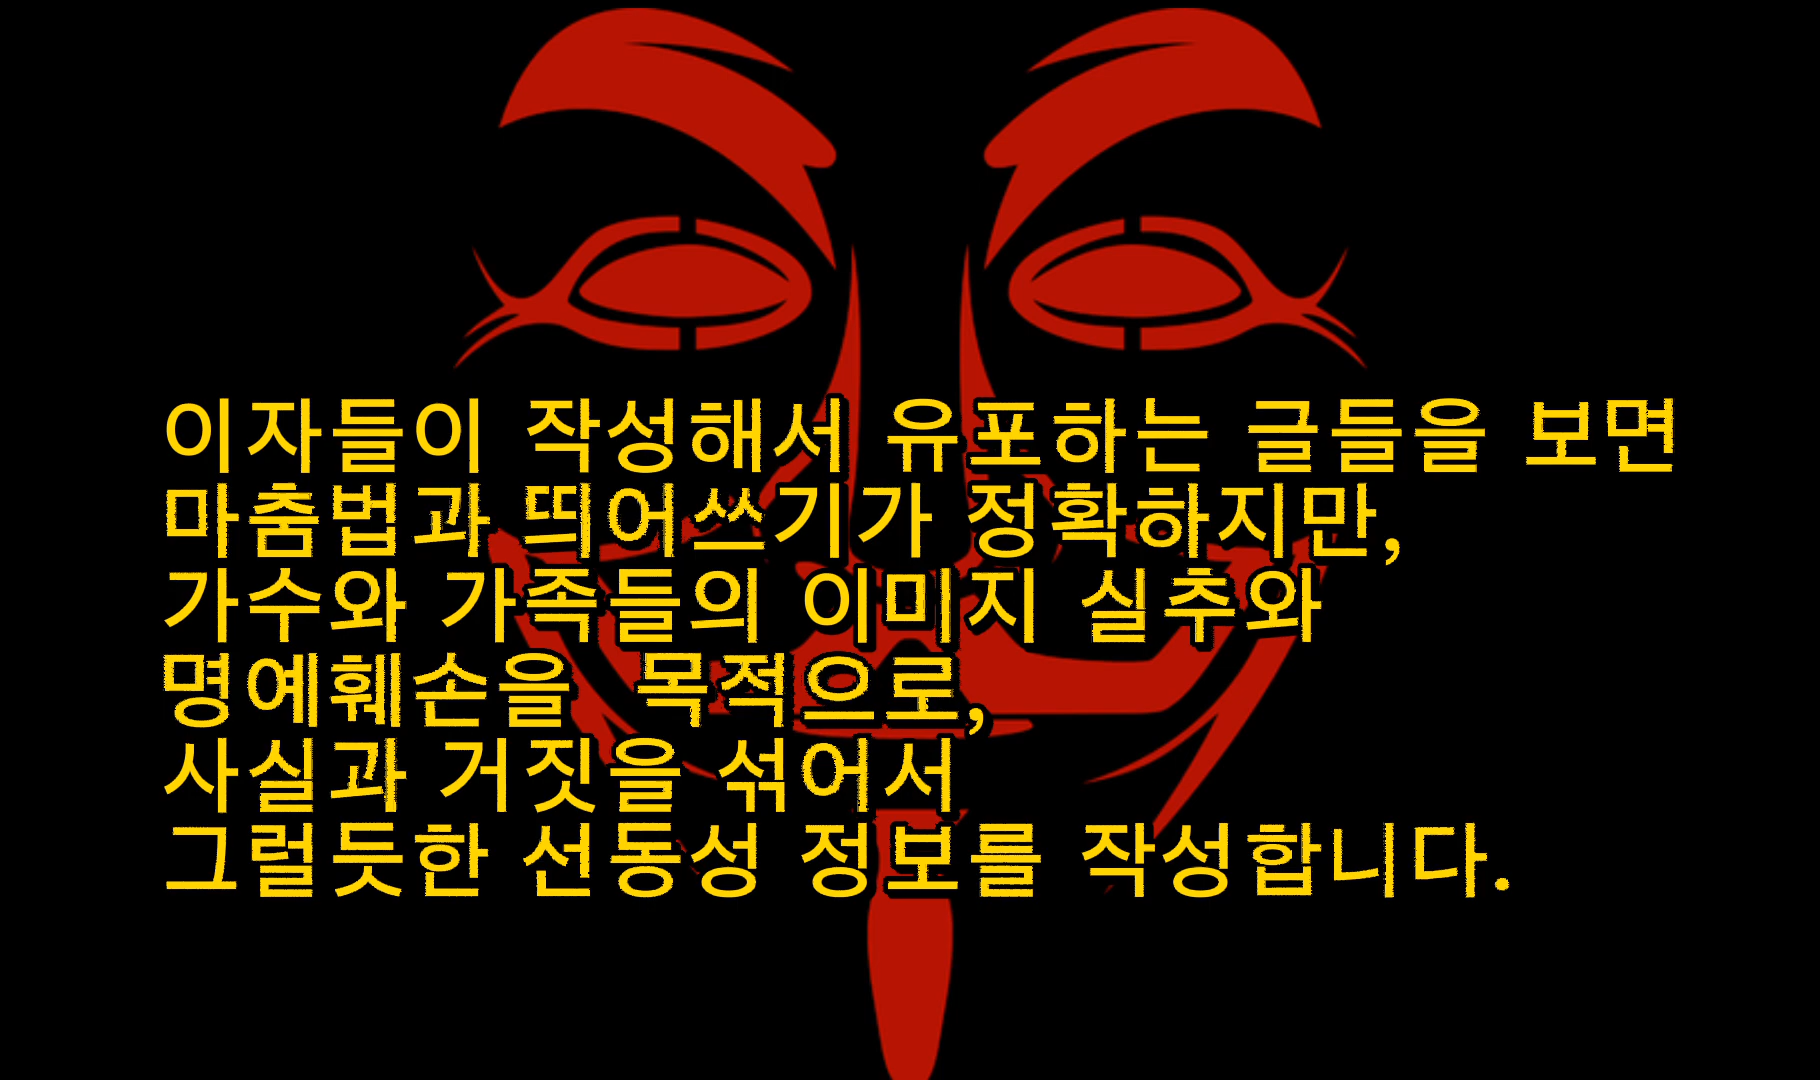 이자들이 작성해서 유포하는 글들을 보면
마춤법과 띄어쓰기가 정확하지만,
가수와 가족들의 이미지 실추와
명예훼손을 목적으로,
사실과 거짓을 섞어서
그럴듯한 선동성 정보를 작성합니다.